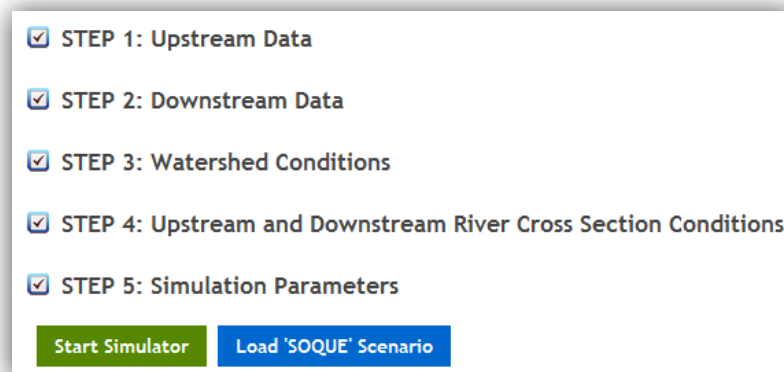 STEP 1: Upstream Data
STEP 2: Downstream Data
STEP 3: Watershed Conditions
STEP 4: Upstream and Downstream River Cross Section Conditions
STEP 5: Simulation Parameters
Start Simulator Load 'SOQUE' Scenario